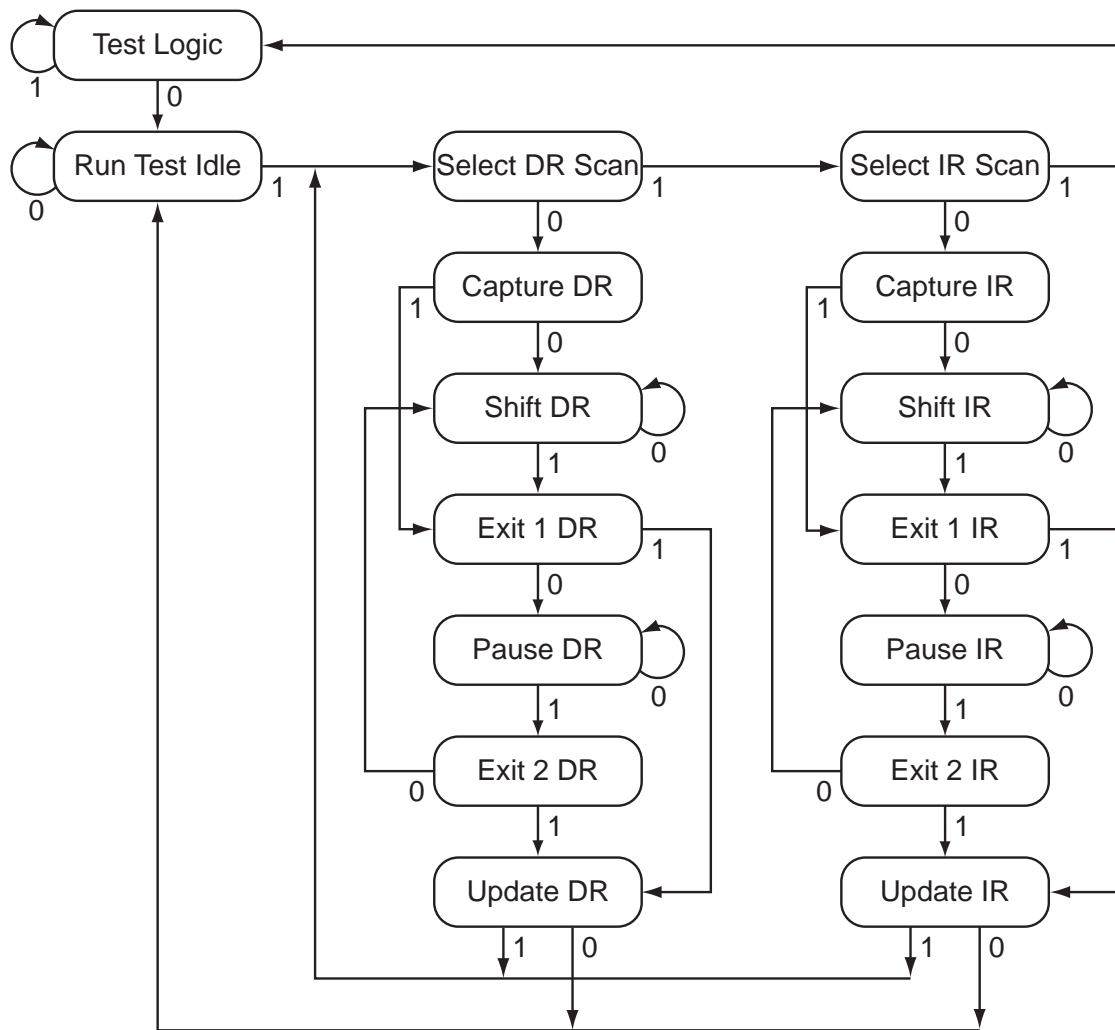 Test Logic
1
0
Run Test Idle
0
1
Select DR Scan
1
Select IR Scan
1
0
0
Capture DR
1
Capture IR
1
0
0
Shift DR
0
Shift IR
0
1
1
Exit 1 DR
1
Exit 1 IR
1
0
0
Pause DR
0
Pause IR
0
1
1
Exit 2 DR
0
Exit 2 IR
0
1
1
Update DR
Update IR
1
0
1
0